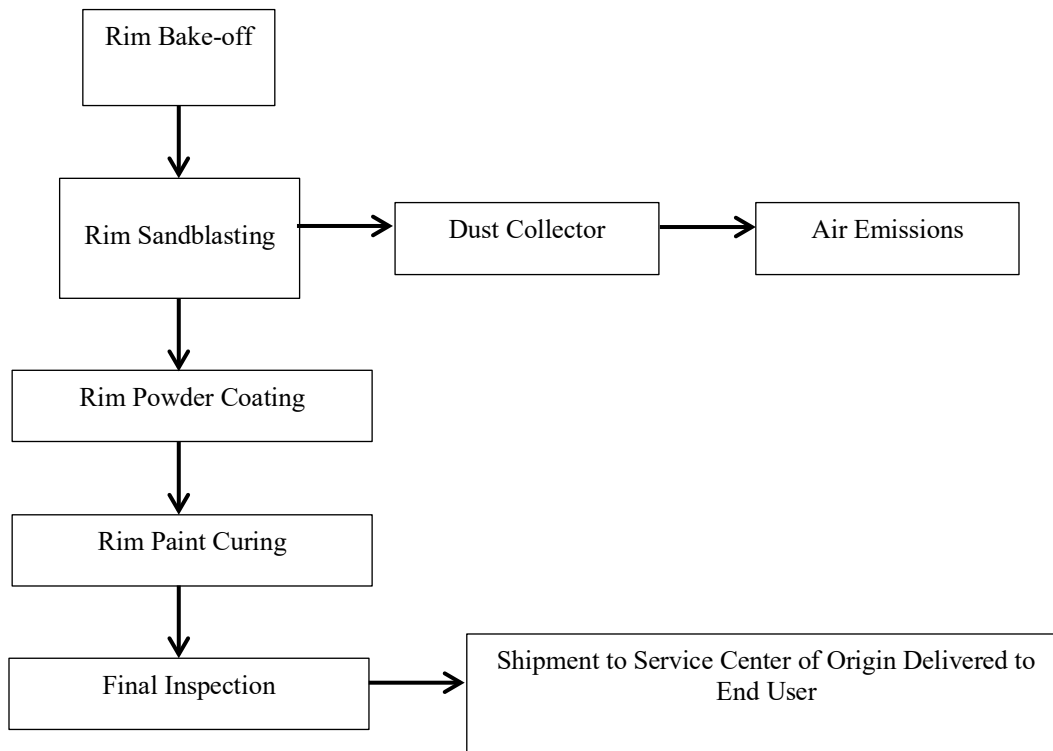 Rim Bake-off
Rim Sandblasting
Dust Collector
Air Emissions
Rim Powder Coating
Rim Paint Curing
Final Inspection
Shipment to Service Center of Origin Delivered to
End User